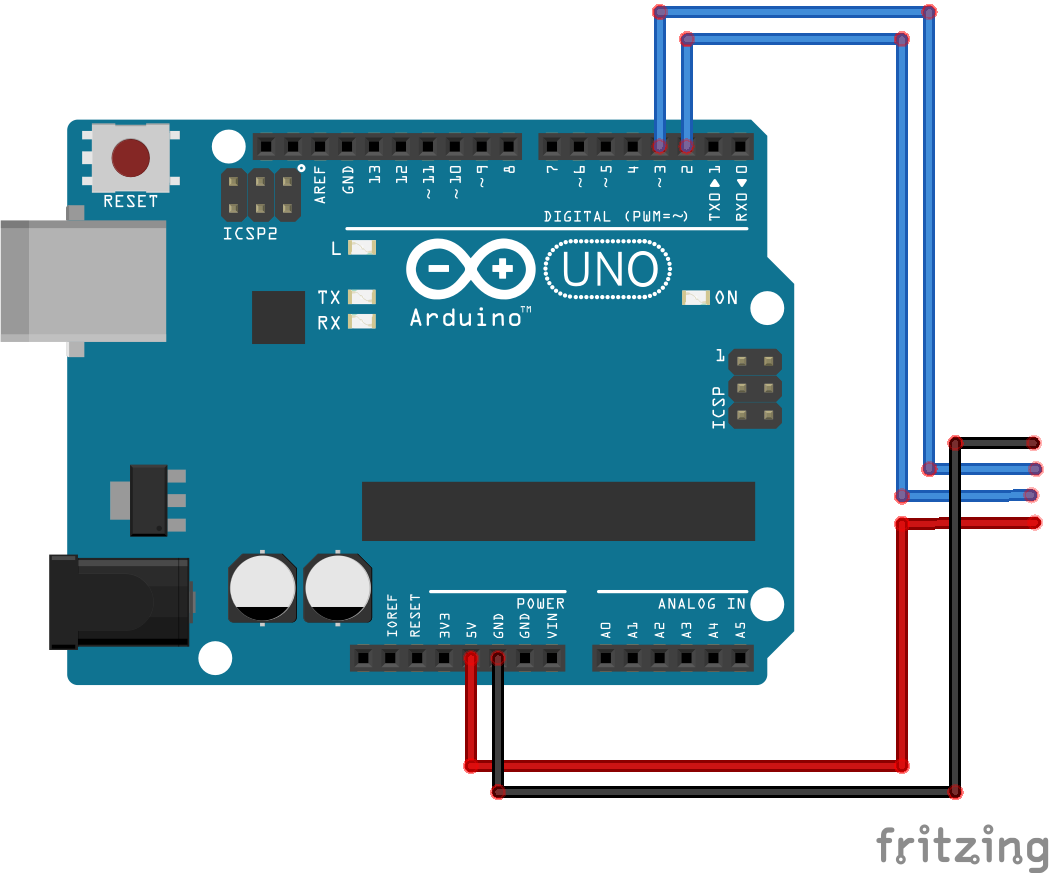 RESET
ICSP2
AREF
GND
13
12
~11
~10
~9
8
7
~6
~5
4
~3
2
TX0▶1
RX0◀0
DIGITAL (PWM=~)
L
TX
RX
UNO
Arduino™
ON
1
ICSP
IOREF
RESET
3V3
5V
GND
GND
VIN
POWER
ANALOG IN
A0
A1
A2
A3
A4
A5
fritzing